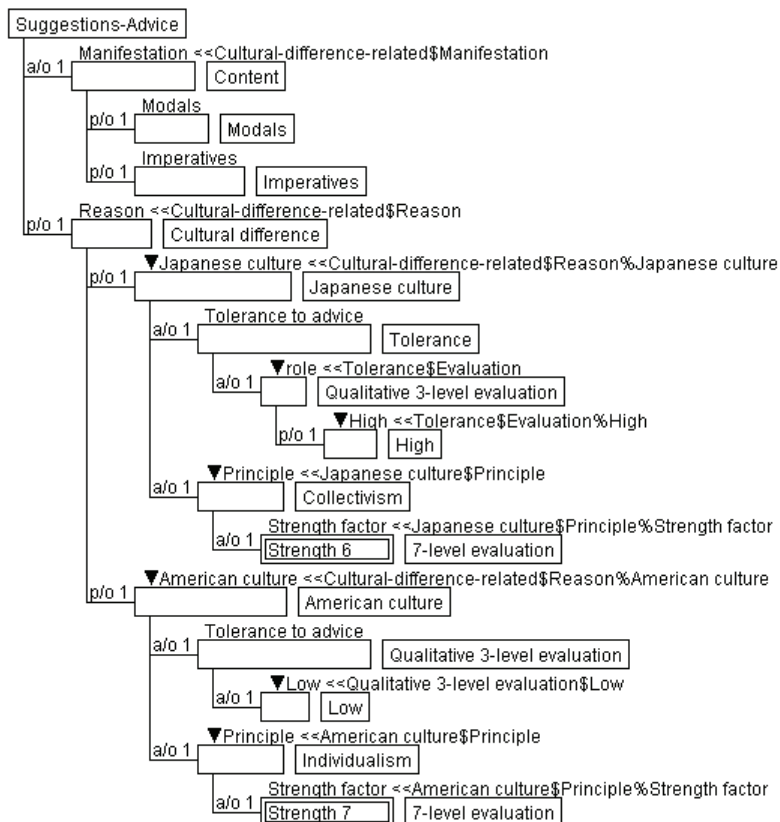 Suggestions-Advice
Manifestation <<Cultural-difference-related$Manifestation
a/o 1 Content
Modals
p/o 1 Modals
Imperatives
p/o 1 Imperatives
Reason <<Cultural-difference-related$Reason
p/o 1 Cultural difference
▼Japanese culture <<Cultural-difference-related$Reason%Japanese culture
p/o 1 Japanese culture
Tolerance to advice
a/o 1 Tolerance
▼role <<Tolerance$Evaluation
a/o 1 Qualitative 3-level evaluation
▼High <<Tolerance$Evaluation%High
p/o 1 High
▼Principle <<Japanese culture$Principle
a/o 1 Collectivism
Strength factor <<Japanese culture$Principle%Strength factor
a/o 1 Strength 6 7-level evaluation
▼American culture <<Cultural-difference-related$Reason%American culture
p/o 1 American culture
Tolerance to advice
a/o 1 Qualitative 3-level evaluation
▼Low <<Qualitative 3-level evaluation$Low
a/o 1 Low
▼Principle <<American culture$Principle
a/o 1 Individualism
Strength factor <<American culture$Principle%Strength factor
a/o 1 Strength 7 7-level evaluation